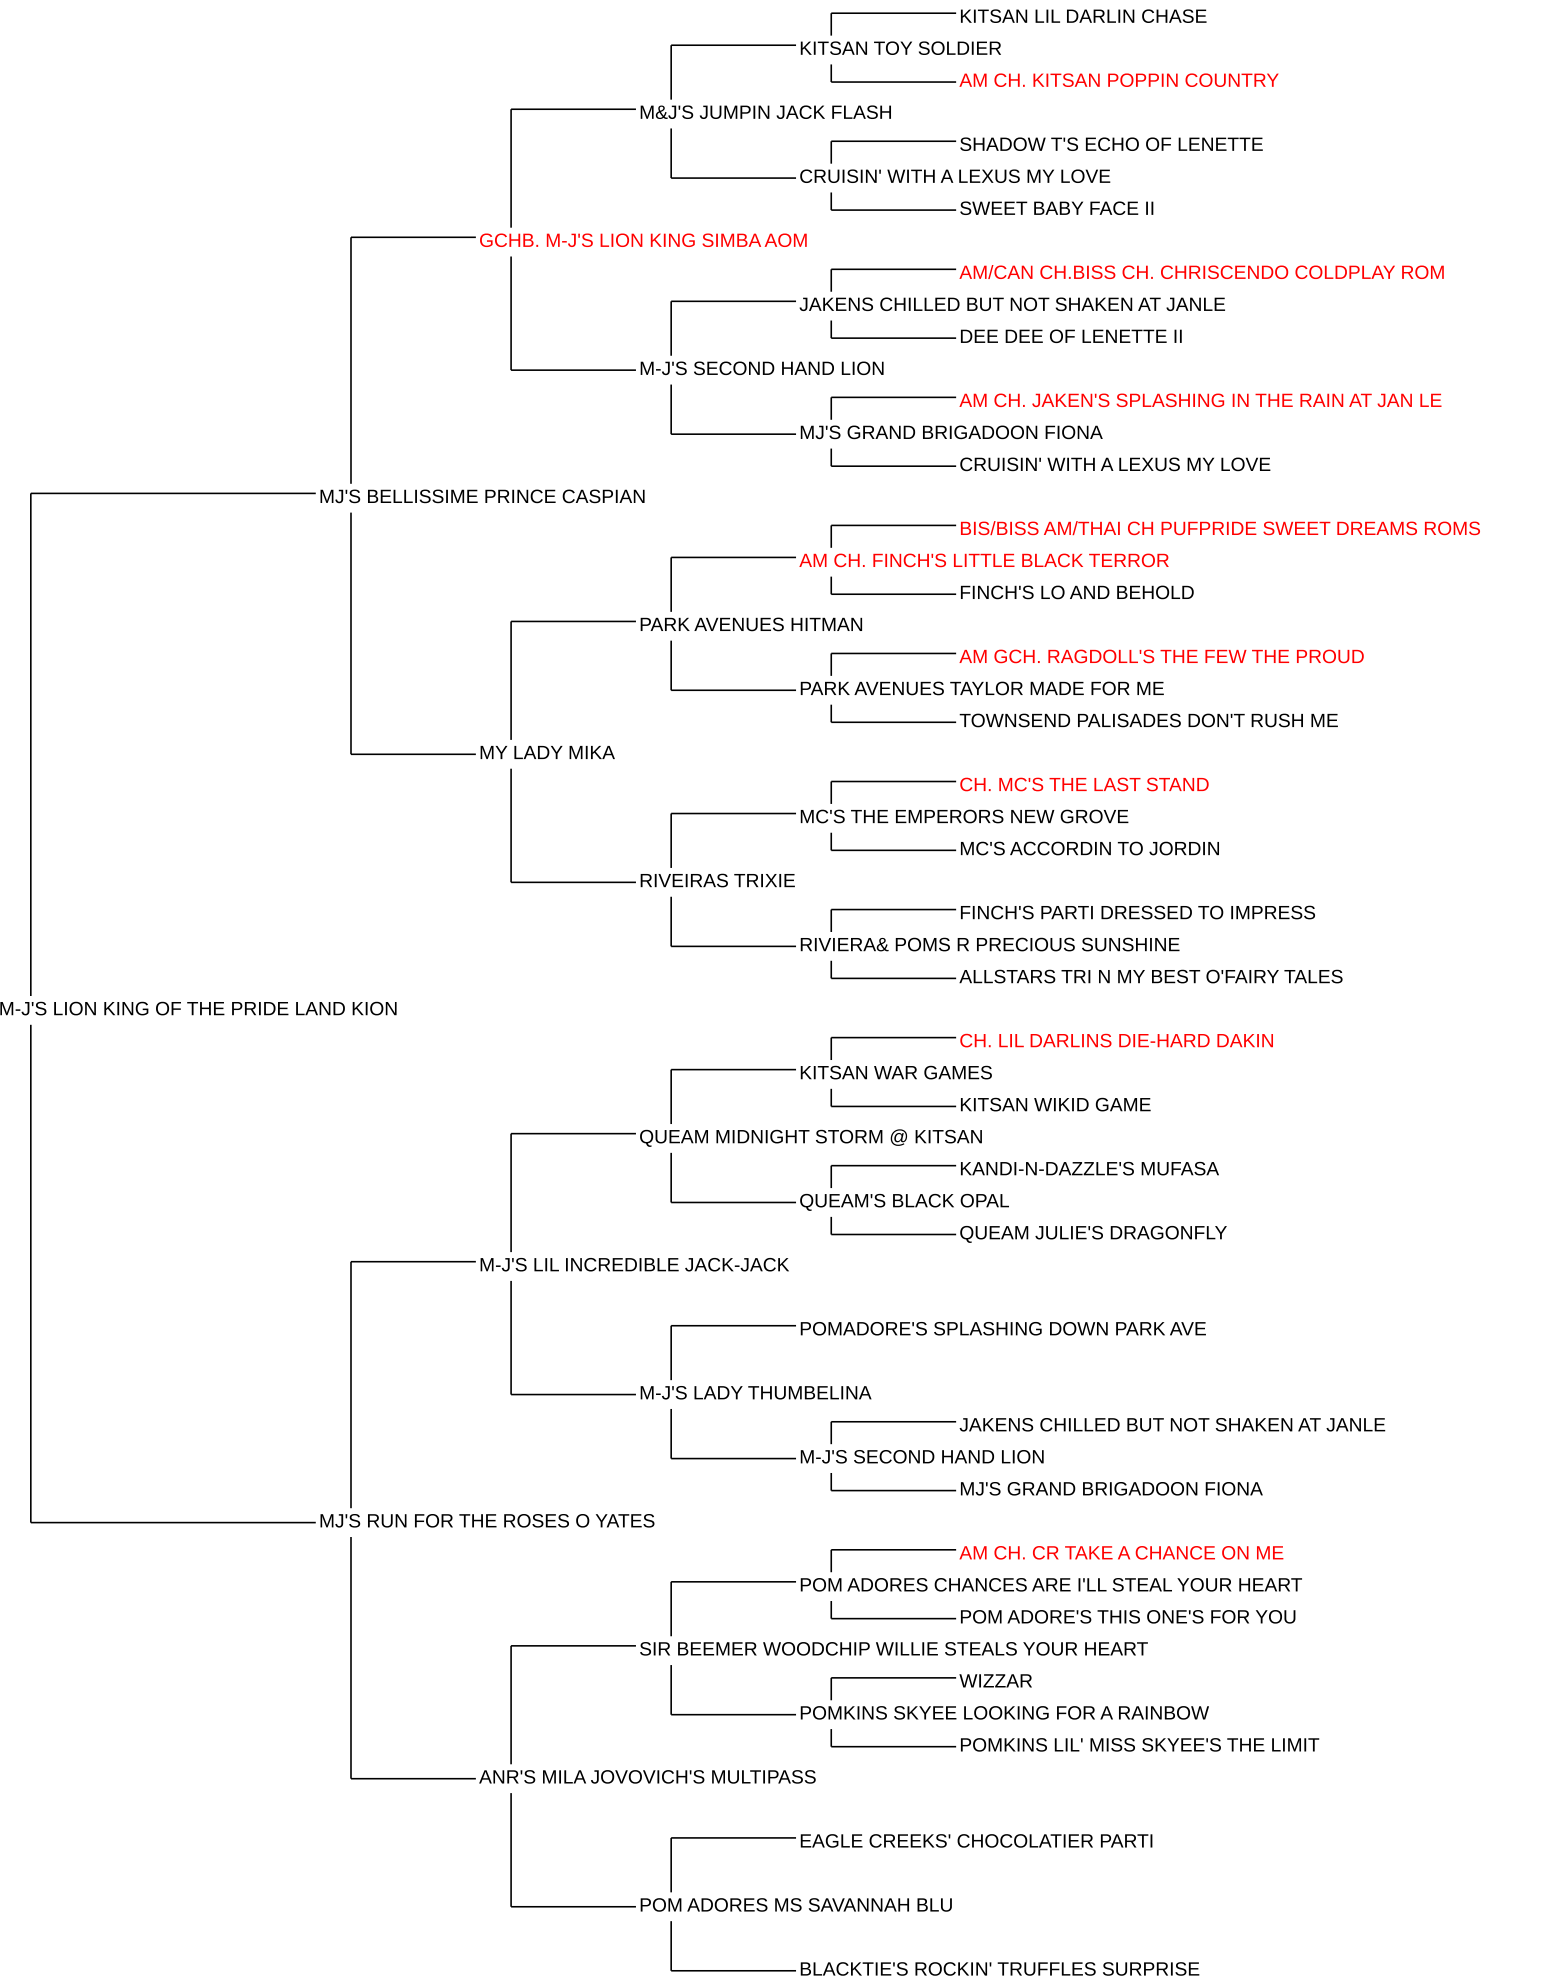 KITSAN LIL DARLIN CHASE
KITSAN TOY SOLDIER
AM CH. KITSAN POPPIN COUNTRY
M&J'S JUMPIN JACK FLASH
SHADOW T'S ECHO OF LENETTE
CRUISIN' WITH A LEXUS MY LOVE
SWEET BABY FACE II
GCHB. M-J'S LION KING SIMBA AOM
AM/CAN CH.BISS CH. CHRISCENDO COLDPLAY ROM
JAKENS CHILLED BUT NOT SHAKEN AT JANLE
DEE DEE OF LENETTE II
M-J'S SECOND HAND LION
AM CH. JAKEN'S SPLASHING IN THE RAIN AT JAN LE
MJ'S GRAND BRIGADOON FIONA
CRUISIN' WITH A LEXUS MY LOVE
MJ'S BELLISSIME PRINCE CASPIAN
BIS/BISS AM/THAI CH PUFPRIDE SWEET DREAMS ROMS
AM CH. FINCH'S LITTLE BLACK TERROR
FINCH'S LO AND BEHOLD
PARK AVENUES HITMAN
AM GCH. RAGDOLL'S THE FEW THE PROUD
PARK AVENUES TAYLOR MADE FOR ME
TOWNSEND PALISADES DON'T RUSH ME
MY LADY MIKA
CH. MC'S THE LAST STAND
MC'S THE EMPERORS NEW GROVE
MC'S ACCORDIN TO JORDIN
RIVEIRAS TRIXIE
FINCH'S PARTI DRESSED TO IMPRESS
RIVIERA& POMS R PRECIOUS SUNSHINE
ALLSTARS TRI N MY BEST O'FAIRY TALES
M-J'S LION KING OF THE PRIDE LAND KION
CH. LIL DARLINS DIE-HARD DAKIN
KITSAN WAR GAMES
KITSAN WIKID GAME
QUEAM MIDNIGHT STORM @ KITSAN
KANDI-N-DAZZLE'S MUFASA
QUEAM'S BLACK OPAL
QUEAM JULIE'S DRAGONFLY
M-J'S LIL INCREDIBLE JACK-JACK
POMADORE'S SPLASHING DOWN PARK AVE
M-J'S LADY THUMBELINA
JAKENS CHILLED BUT NOT SHAKEN AT JANLE
M-J'S SECOND HAND LION
MJ'S GRAND BRIGADOON FIONA
MJ'S RUN FOR THE ROSES O YATES
AM CH. CR TAKE A CHANCE ON ME
POM ADORES CHANCES ARE I'LL STEAL YOUR HEART
POM ADORE'S THIS ONE'S FOR YOU
SIR BEEMER WOODCHIP WILLIE STEALS YOUR HEART
WIZZAR
POMKINS SKYEE LOOKING FOR A RAINBOW
POMKINS LIL' MISS SKYEE'S THE LIMIT
ANR'S MILA JOVOVICH'S MULTIPASS
EAGLE CREEKS' CHOCOLATIER PARTI
POM ADORES MS SAVANNAH BLU
BLACKTIE'S ROCKIN' TRUFFLES SURPRISE